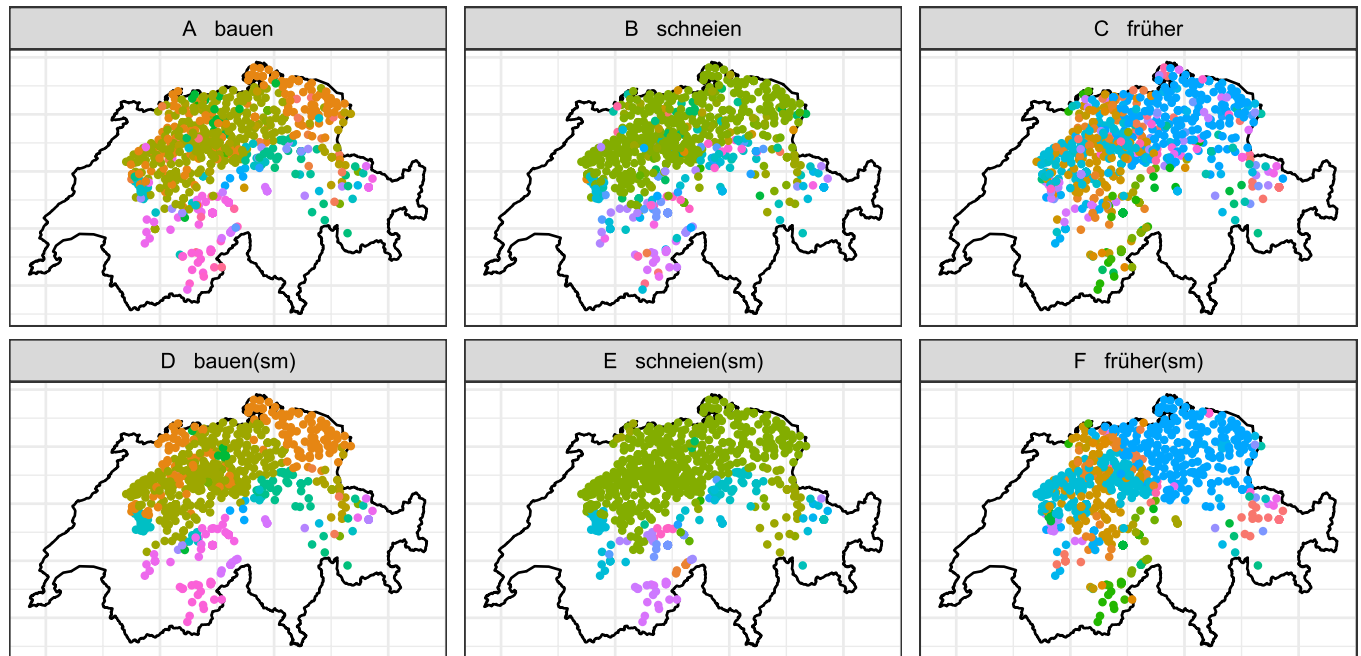 A bauen
B schneien
C früher
D bauen(sm)
E schneien(sm)
F früher(sm)